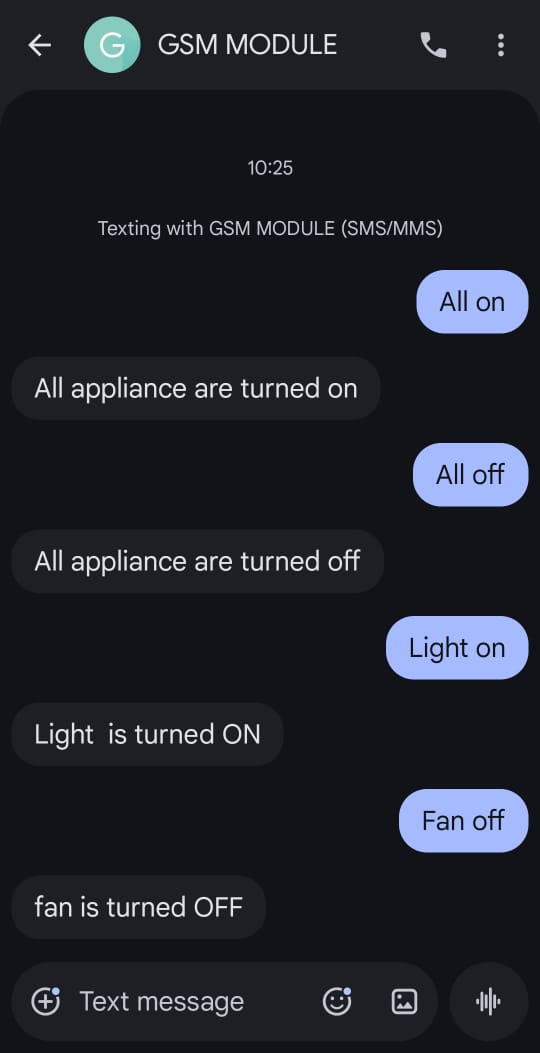 G
GSM MODULE
10:25
Texting with GSM MODULE (SMS/MMS)
All on
All appliance are turned on
All off
All appliance are turned off
Light on
Light  is turned ON
Fan off
fan is turned OFF
Text message